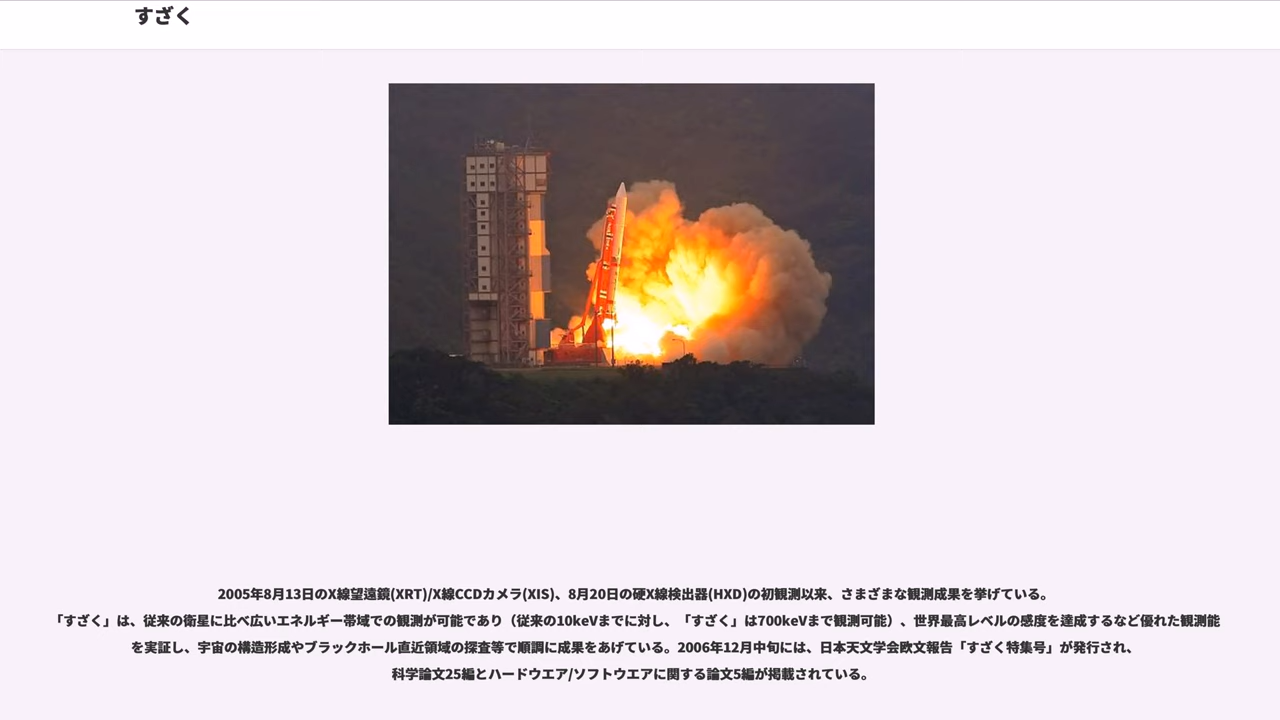 すざく
2005年8月13日のX線望遠鏡(XRT)/X線CCDカメラ(XIS)、8月20日の硬X線検出器(HXD)の初観測以来、さまざまな観測成果を挙げている。
「すざく」は、従来の衛星に比べ広いエネルギー帯域での観測が可能であり（従来の10keVまでに対し、「すざく」は700keVまで観測可能）、世界最高レベルの感度を達成するなど優れた観測能
を実証し、宇宙の構造形成やブラックホール直近領域の探査等で順調に成果をあげている。2006年12月中旬には、日本天文学会欧文報告「すざく特集号」が発行され、
科学論文25編とハードウエア/ソフトウエアに関する論文5編が掲載されている。